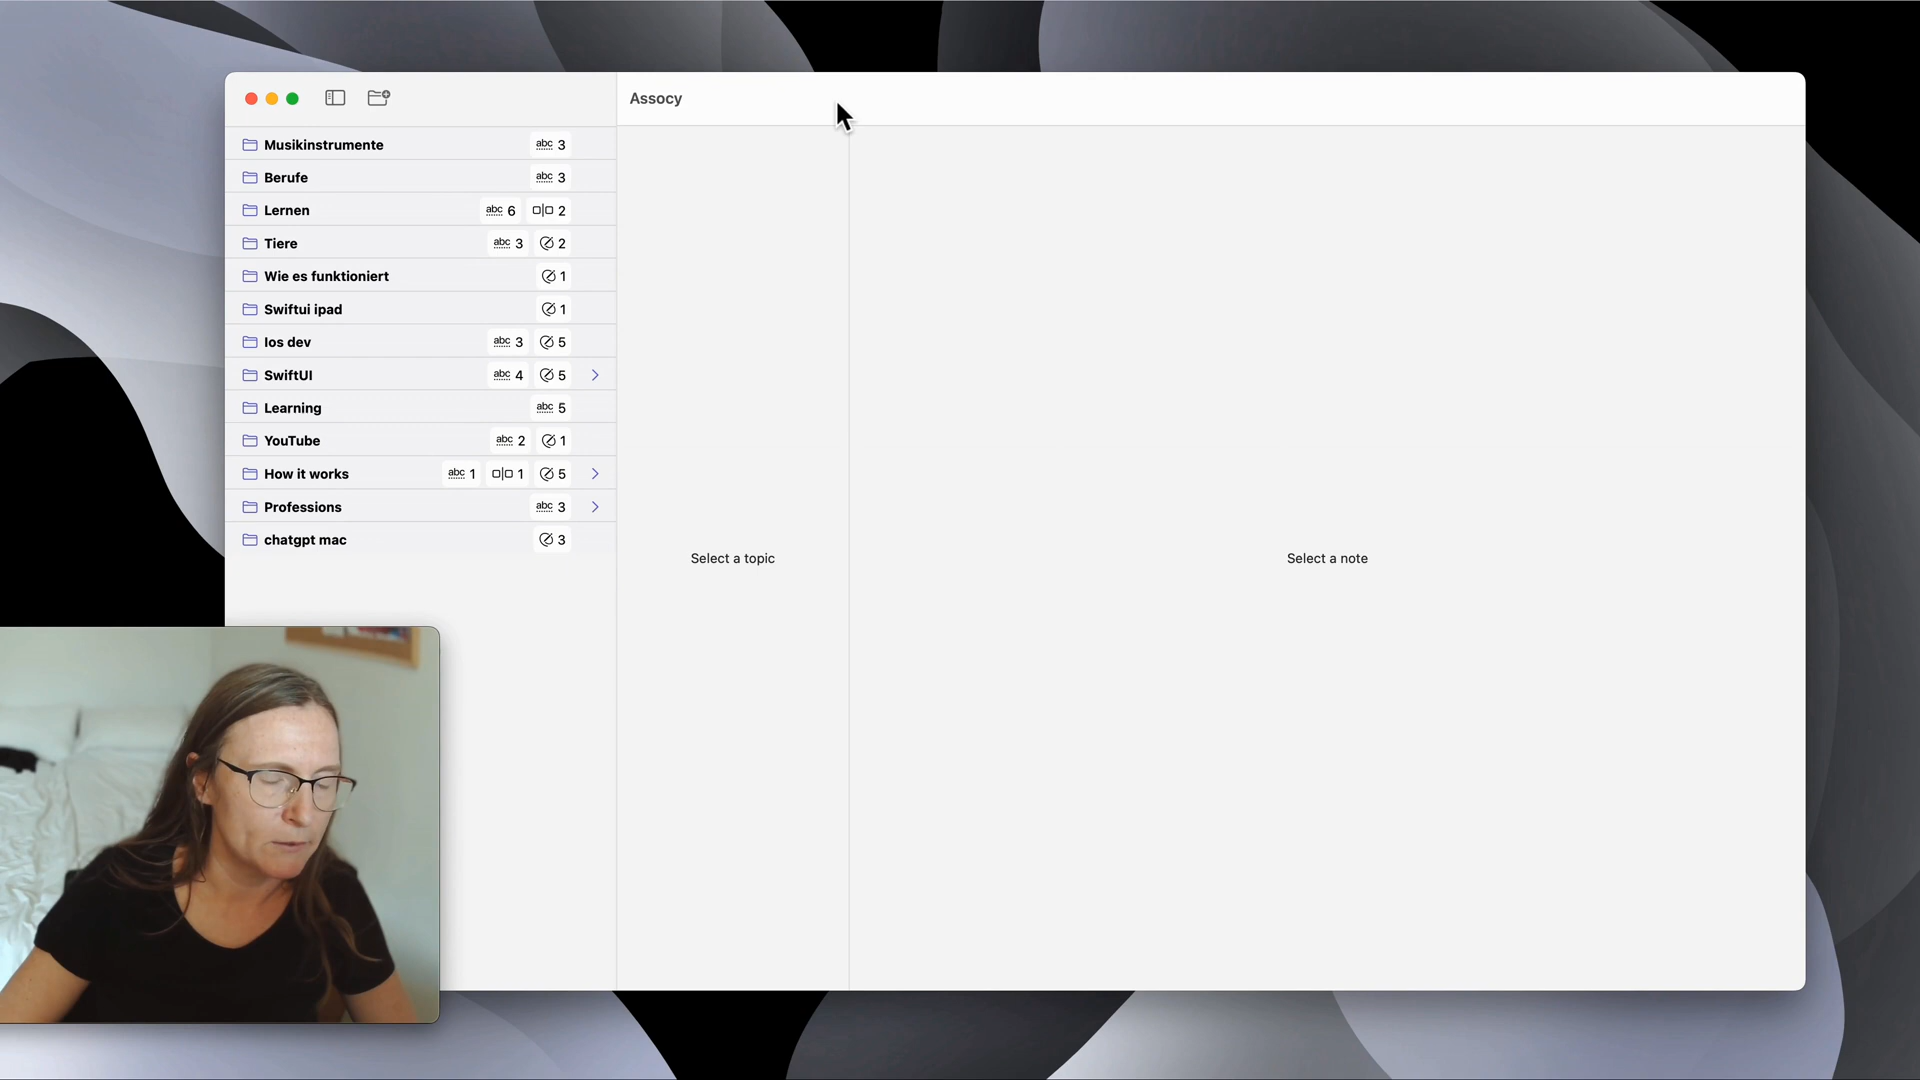 Assocy
Musikinstrumente abc 3
Berufe abc 3
Lernen abc 6 2
Tiere abc 3 2
Wie es funktioniert 1
Swiftui ipad 1
Ios dev abc 3 5
SwiftUI abc 4 5
Learning abc 5
YouTube abc 2 1
How it works abc 1 1 5
Professions abc 3
chatgpt mac 3
Select a topic
Select a note